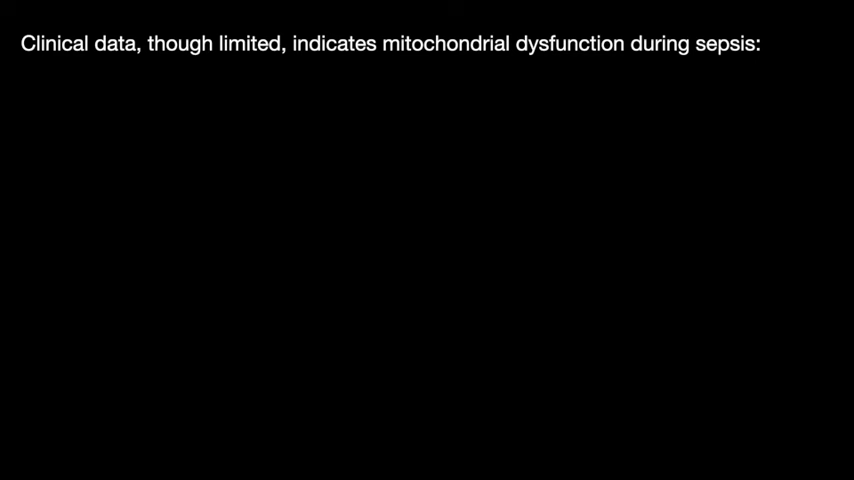 Clinical data, though limited, indicates mitochondrial dysfunction during sepsis: